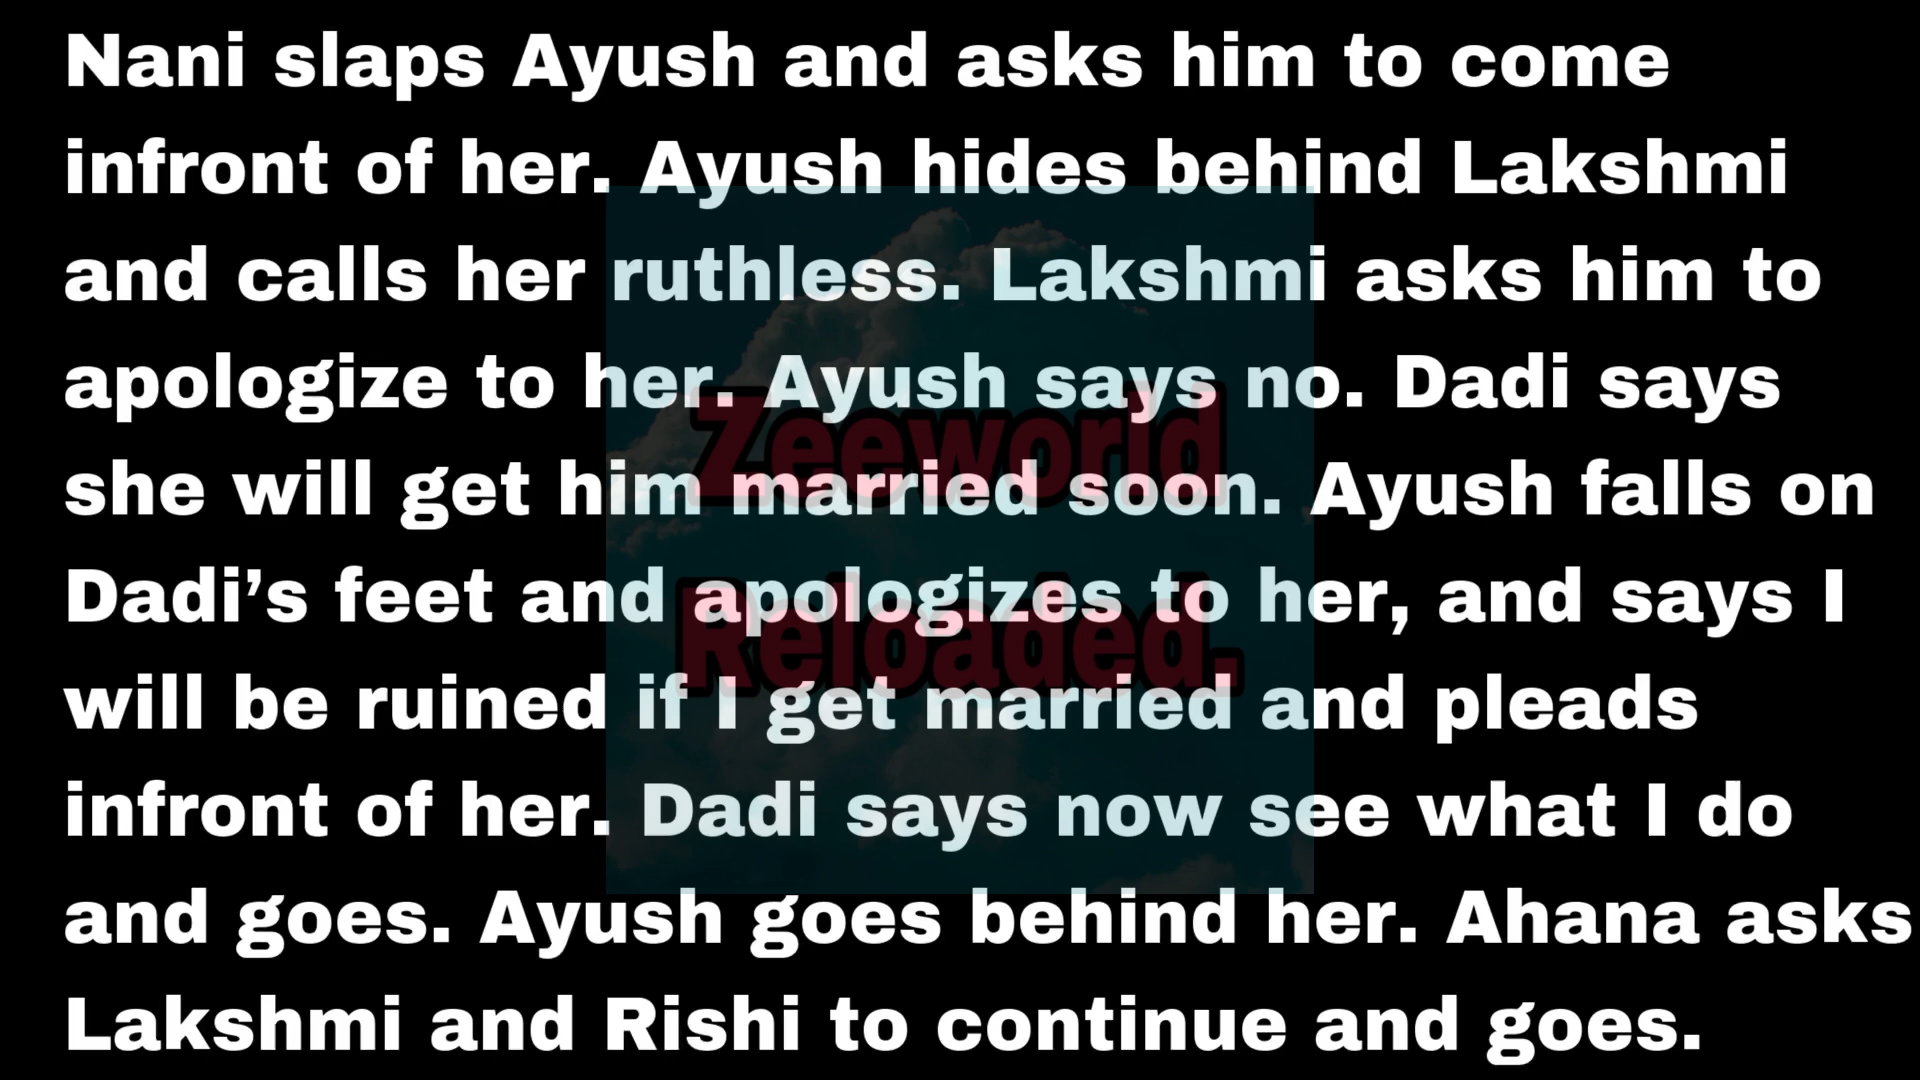 Nani slaps Ayush and asks him to come
infront of her. Ayush hides behind Lakshmi
and calls her ruthless. Lakshmi asks him to
apologize to her. Ayush says no. Dadi says
she will get him married soon. Ayush falls on
Dadi’s feet and apologizes to her, and says I
will be ruined if I get married and pleads
infront of her. Dadi says now see what I do
and goes. Ayush goes behind her. Ahana asks
Lakshmi and Rishi to continue and goes.
Zeeworld
Reloaded.